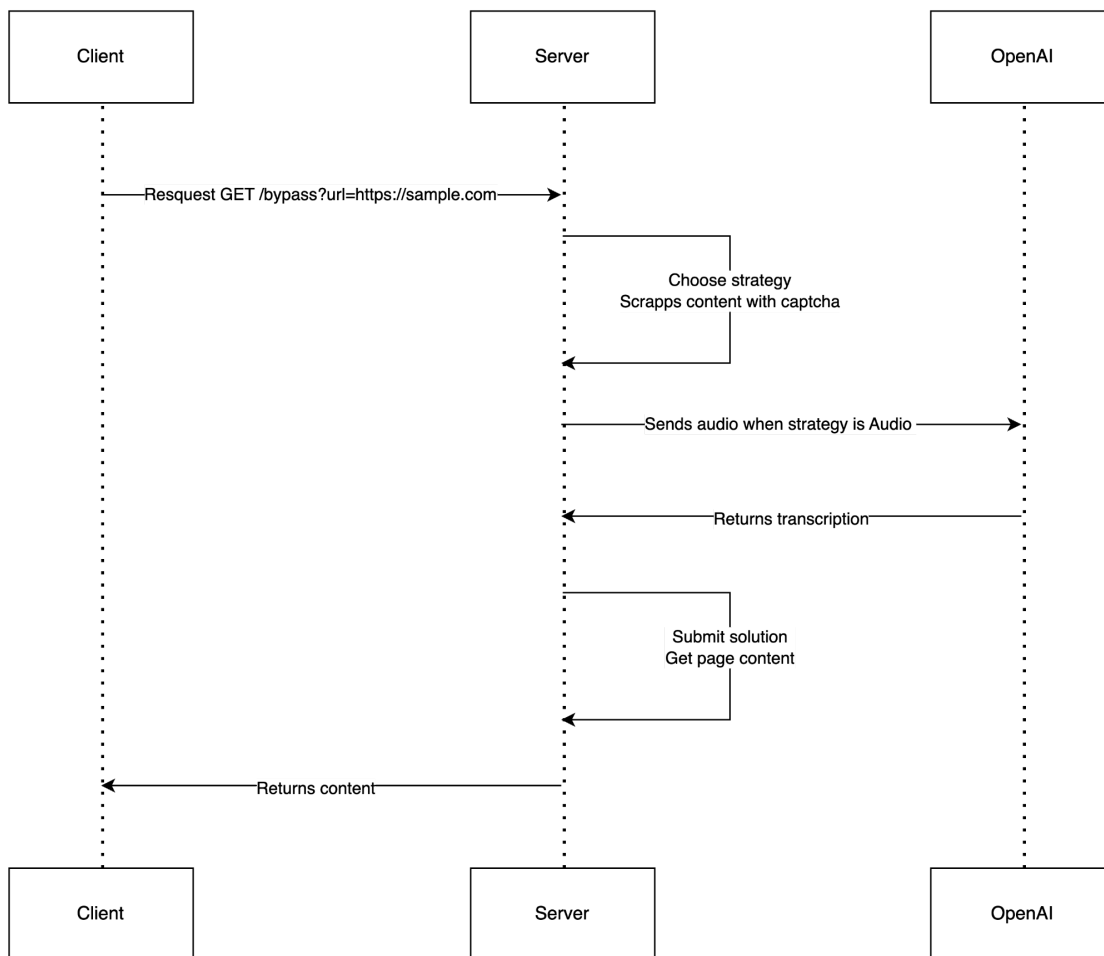 Client
Server
OpenAI
Resquest GET /bypass?url=https://sample.com
Choose strategy
Scrapps content with captcha
Sends audio when strategy is Audio
Returns transcription
Submit solution
Get page content
Returns content
Client
Server
OpenAI